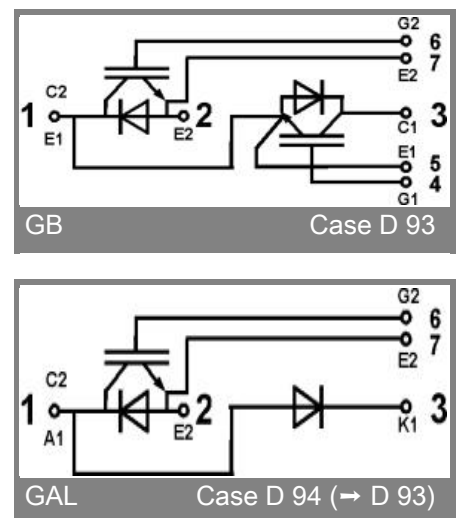 G2
6
7
E2
C2
1
2
3
E1
E2
C1
E1
5
4
G1
GB Case D 93
G2
6
7
E2
C2
1
2
3
A1
E2
K1
GAL Case D 94 (→ D 93)